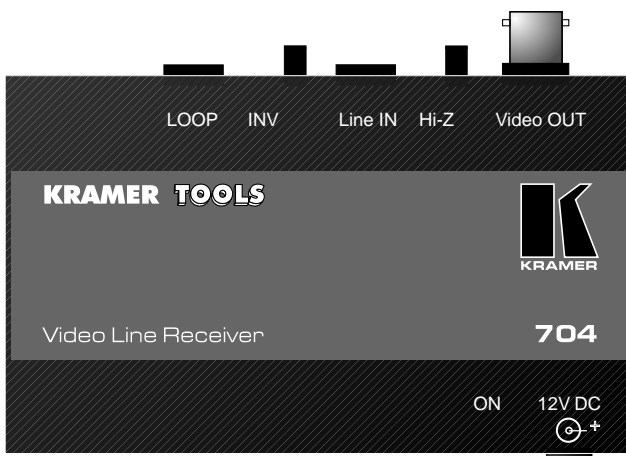 LOOP INV Line IN Hi-Z Video OUT
KRAMER TOOLS
KRAMER
Video Line Receiver 704
ON 12V DC
+